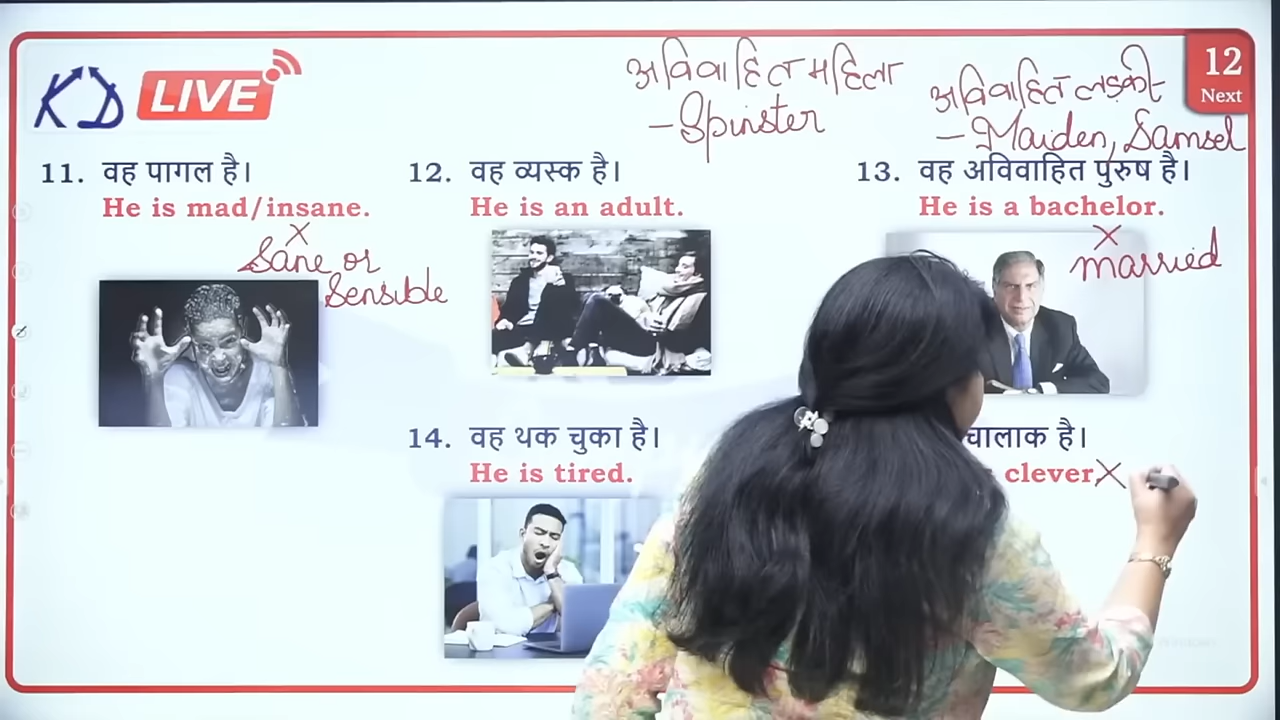 KD LIVE
अविवाहित महिला
– Spinster
अविवाहित लड़की
– Maiden, Samsel
12
Next
11. वह पागल है।
He is mad/insane.
X
Sane or
Sensible
12. वह व्यस्क है।
He is an adult.
13. वह अविवाहित पुरुष है।
He is a bachelor.
X
married
14. वह थक चुका है।
He is tired.
चालाक है।
clever, X